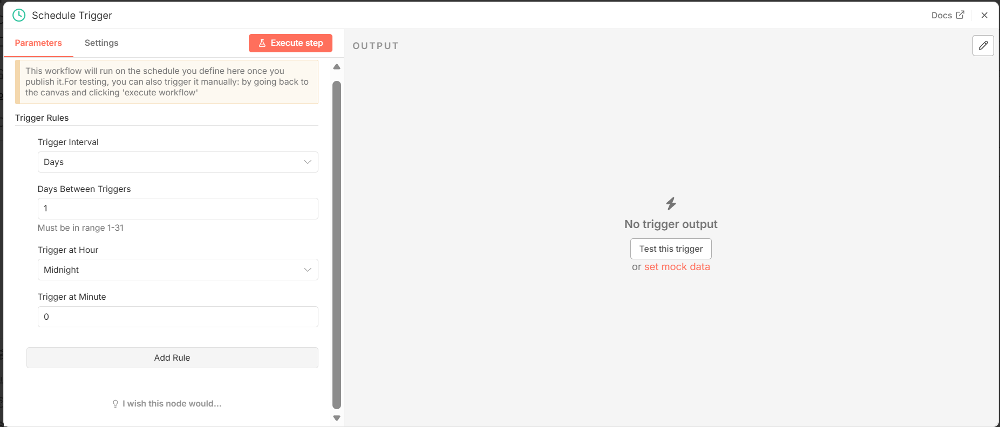 Schedule Trigger
Docs
Parameters
Settings
Execute step
This workflow will run on the schedule you define here once you
publish it.For testing, you can also trigger it manually: by going back to
the canvas and clicking 'execute workflow'
Trigger Rules
Trigger Interval
Days
Days Between Triggers
1
Must be in range 1-31
Trigger at Hour
Midnight
Trigger at Minute
0
Add Rule
I wish this node would...
OUTPUT
No trigger output
Test this trigger
or set mock data